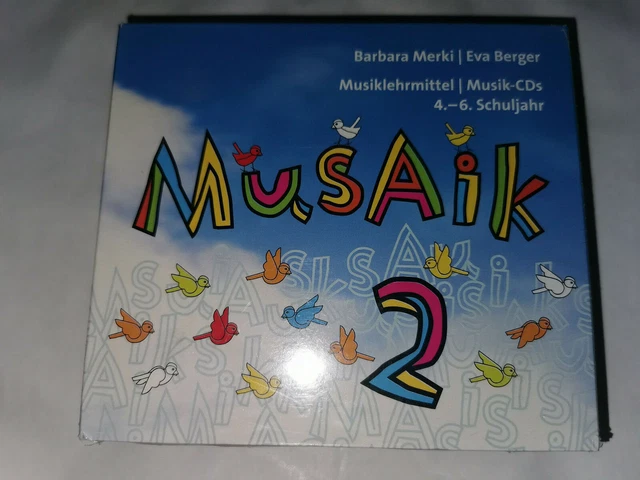 Barbara Merki | Eva Berger
Musiklehrmittel | Musik-CDs
4.–6. Schuljahr
MusAik
2